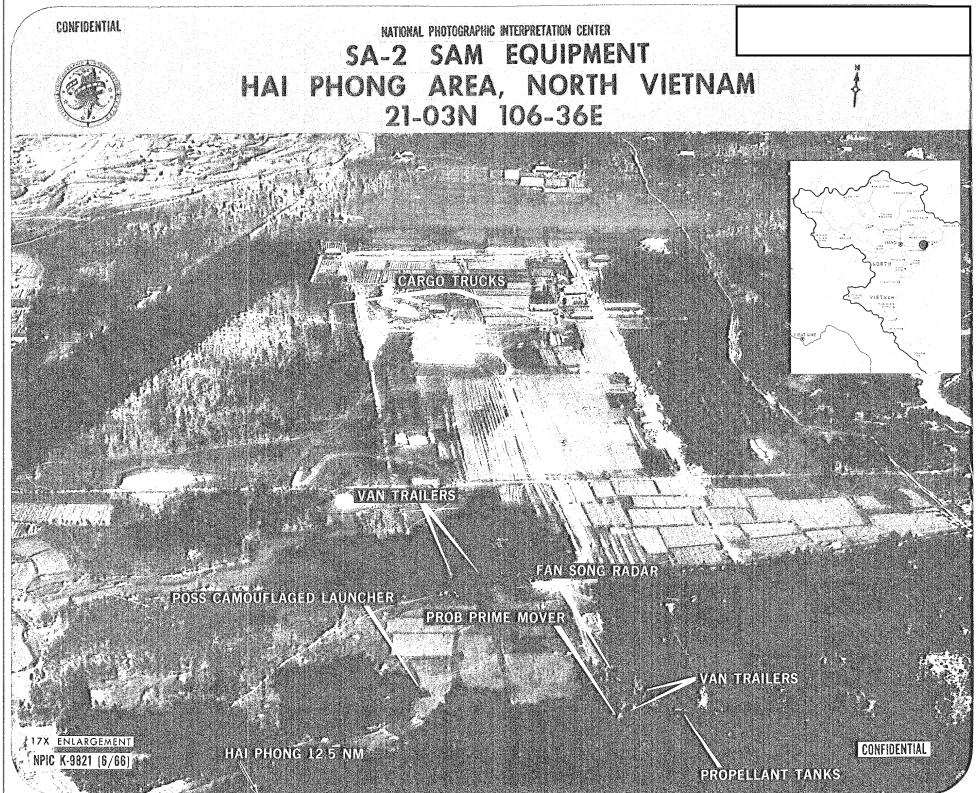 CONFIDENTIAL
NATIONAL PHOTOGRAPHIC INTERPRETATION CENTER
SA-2 SAM EQUIPMENT
HAI PHONG AREA, NORTH VIETNAM
21-03N 106-36E
N
CARGO TRUCKS
HANOI
NORTH
VIETNAM
VAN TRAILERS
FAN SONG RADAR
POSS CAMOUFLAGED LAUNCHER
PROB PRIME MOVER
VAN TRAILERS
17X ENLARGEMENT
NPIC K-9821 (6/66)
HAI PHONG 12.5 NM
CONFIDENTIAL
PROPELLANT TANKS